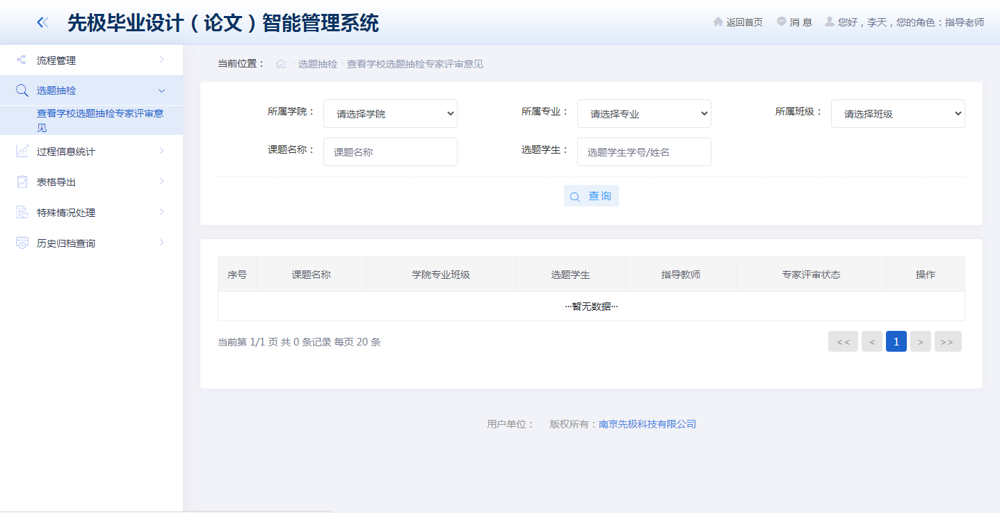 先极毕业设计（论文）智能管理系统
返回首页 消 息 您好，李天，您的角色：指导老师
流程管理
选题抽检
查看学校选题抽检专家评审意
见
过程信息统计
表格导出
特殊情况处理
历史归档查询
当前位置： 选题抽检 查看学校选题抽检专家评审意见
所属学院： 请选择学院 所属专业： 请选择专业 所属班级： 请选择班级
课题名称： 课题名称 选题学生： 选题学生学号/姓名
查询
序号 课题名称 学院专业班级 选题学生 指导教师 专家评审状态 操作
···暂无数据···
当前第 1/1 页 共 0 条记录 每页 20 条 << < 1 > >>
用户单位： 版权所有：南京先极科技有限公司